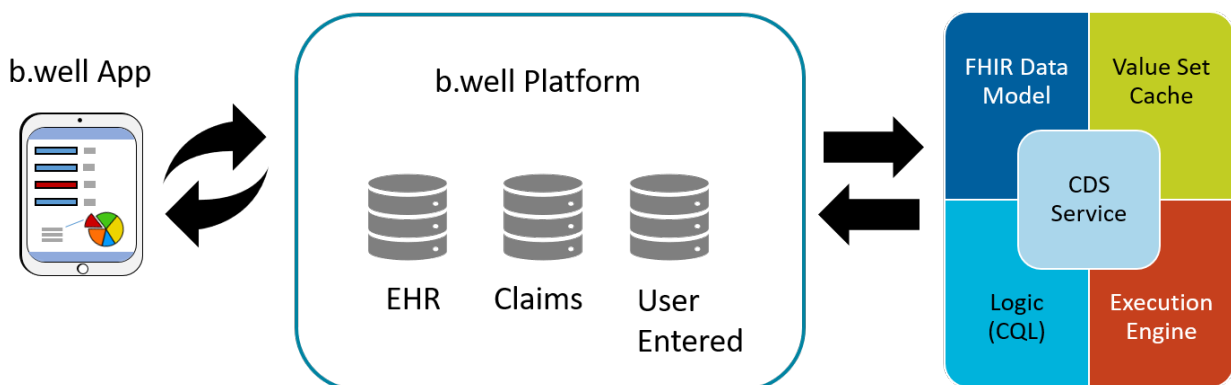 b.well App
b.well Platform
EHR
Claims
User
Entered
FHIR Data
Model
Value Set
Cache
CDS
Service
Logic
(CQL)
Execution
Engine